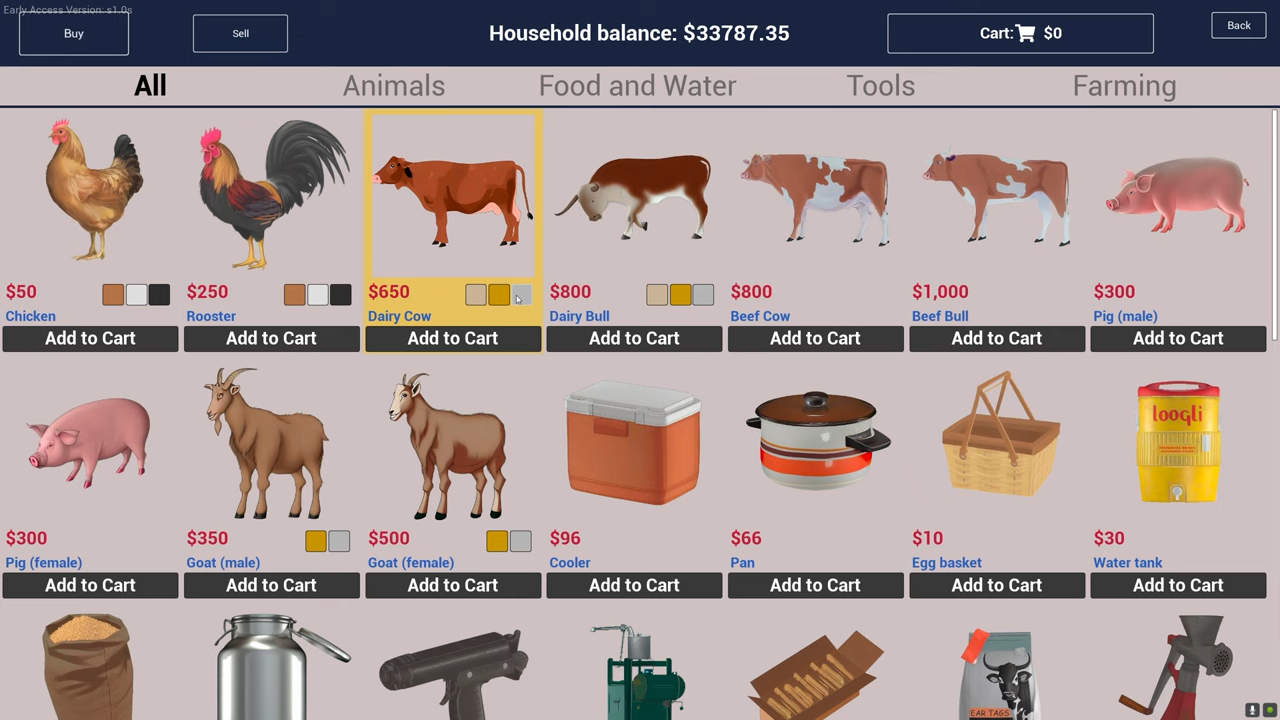 Early Access Version: s1.0s
Buy
Sell
Household balance: $33787.35
Cart: $0
Back
All
Animals
Food and Water
Tools
Farming
$50
Chicken
Add to Cart
$250
Rooster
Add to Cart
$650
Dairy Cow
Add to Cart
$800
Dairy Bull
Add to Cart
$800
Beef Cow
Add to Cart
$1,000
Beef Bull
Add to Cart
$300
Pig (male)
Add to Cart
looqli
$300
Pig (female)
Add to Cart
$350
Goat (male)
Add to Cart
$500
Goat (female)
Add to Cart
$96
Cooler
Add to Cart
$66
Pan
Add to Cart
$10
Egg basket
Add to Cart
$30
Water tank
Add to Cart
EAR TAGS